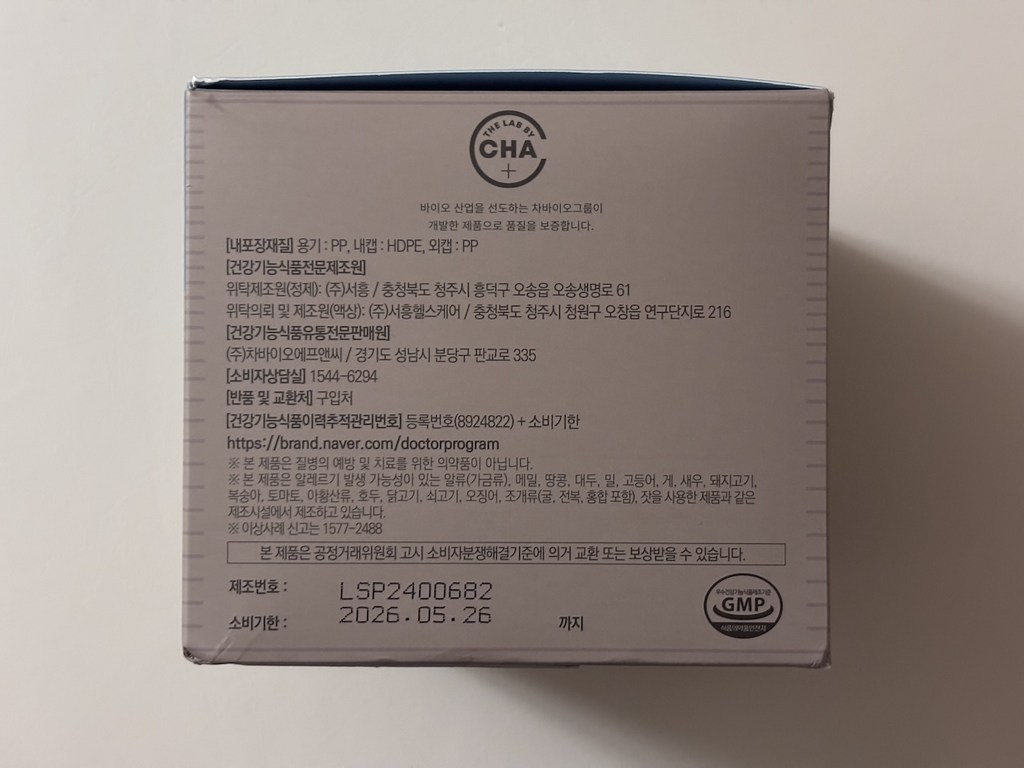 THE LAB BY
CHA
+
바이오 산업을 선도하는 차바이오그룹이
개발한 제품으로 품질을 보증합니다.
[내포장재질] 용기 : PP, 내캡 : HDPE, 외캡 : PP
[건강기능식품전문제조원]
위탁제조원(정제): (주)서흥 / 충청북도 청주시 흥덕구 오송읍 오송생명로 61
위탁의뢰 및 제조원(액상): (주)서흥헬스케어 / 충청북도 청주시 청원구 오창읍 연구단지로 216
[건강기능식품유통전문판매원]
(주)차바이오에프앤씨 / 경기도 성남시 분당구 판교로 335
[소비자상담실] 1544-6294
[반품 및 교환처] 구입처
[건강기능식품이력추적관리번호] 등록번호(8924822) + 소비기한
https://brand.naver.com/doctorprogram
※ 본 제품은 질병의 예방 및 치료를 위한 의약품이 아닙니다.
※ 본 제품은 알레르기 발생 가능성이 있는 알류(가금류), 메밀, 땅콩, 대두, 밀, 고등어, 게, 새우, 돼지고기,
복숭아, 토마토, 아황산류, 호두, 닭고기, 쇠고기, 오징어, 조개류(굴, 전복, 홍합 포함), 잣을 사용한 제품과 같은
제조시설에서 제조하고 있습니다.
※ 이상사례 신고는 1577-2488
본 제품은 공정거래위원회 고시 소비자분쟁해결기준에 의거 교환 또는 보상받을 수 있습니다.
제조번호 : LSP2400682
소비기한 : 2026.05.26 까지
우수건강기능식품제조기준
GMP
식품의약품안전처